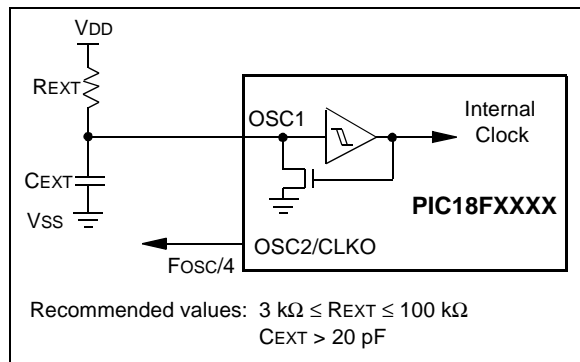 VDD
REXT
OSC1
Internal
Clock
CEXT
PIC18FXXXX
VSS
OSC2/CLKO
FOSC/4
Recommended values: 3 kΩ ≤ REXT ≤ 100 kΩ
CEXT > 20 pF